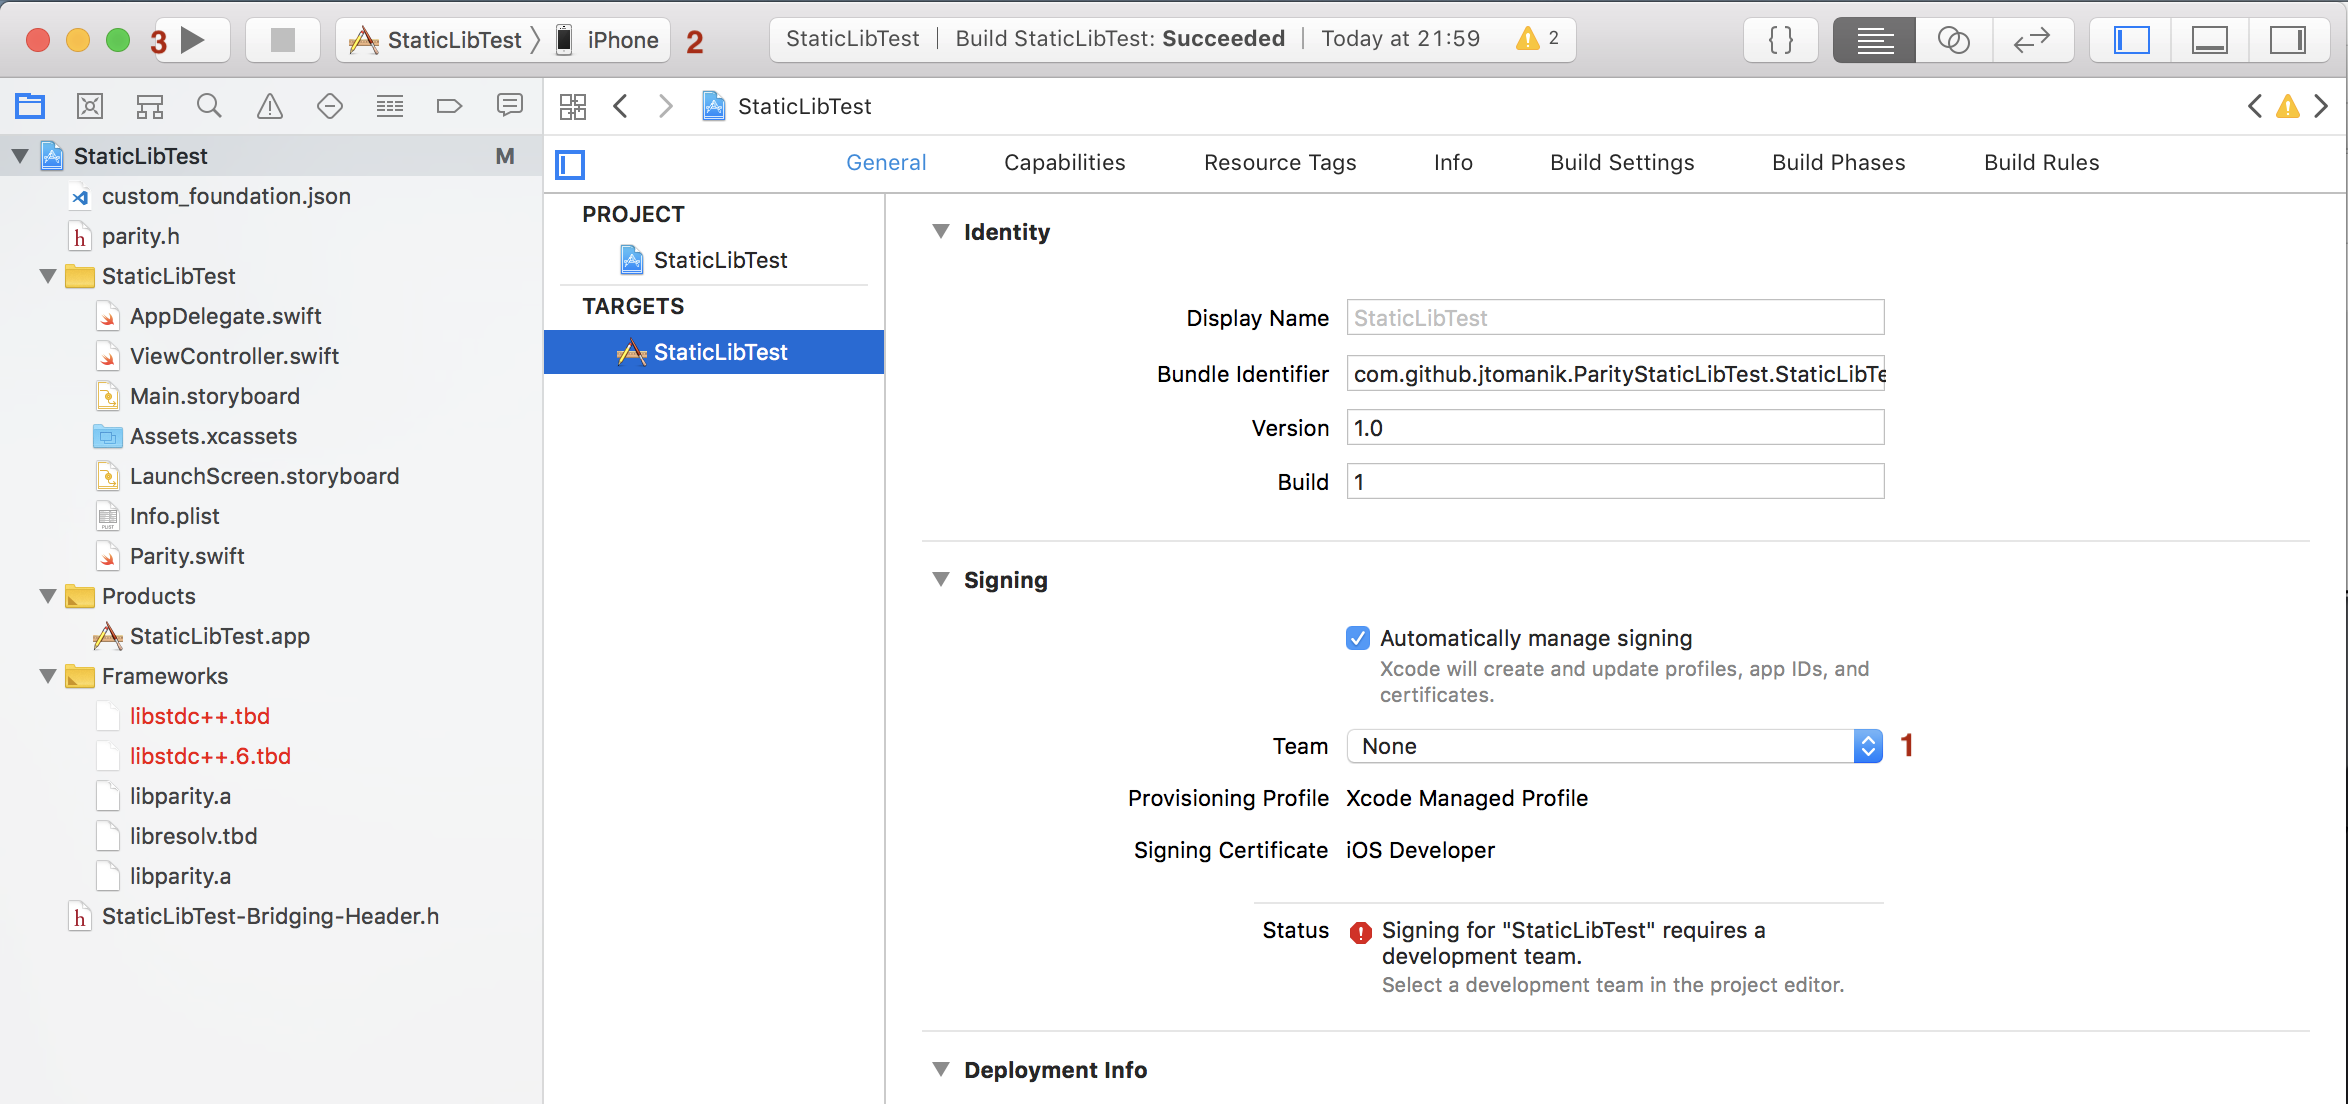 3
StaticLibTest
iPhone
2
StaticLibTest | Build StaticLibTest: Succeeded | Today at 21:59
2
{ }
StaticLibTest
StaticLibTest M
custom_foundation.json
parity.h
StaticLibTest
AppDelegate.swift
ViewController.swift
Main.storyboard
Assets.xcassets
LaunchScreen.storyboard
Info.plist
Parity.swift
Products
StaticLibTest.app
Frameworks
libstdc++.tbd
libstdc++.6.tbd
libparity.a
libresolv.tbd
libparity.a
StaticLibTest-Bridging-Header.h
General Capabilities Resource Tags Info Build Settings Build Phases Build Rules
PROJECT
StaticLibTest
TARGETS
StaticLibTest
Identity
Display Name StaticLibTest
Bundle Identifier com.github.jtomanik.ParityStaticLibTest.StaticLibTe
Version 1.0
Build 1
Signing
Automatically manage signing
Xcode will create and update profiles, app IDs, and
certificates.
Team None 1
Provisioning Profile Xcode Managed Profile
Signing Certificate iOS Developer
Status Signing for "StaticLibTest" requires a
development team.
Select a development team in the project editor.
Deployment Info